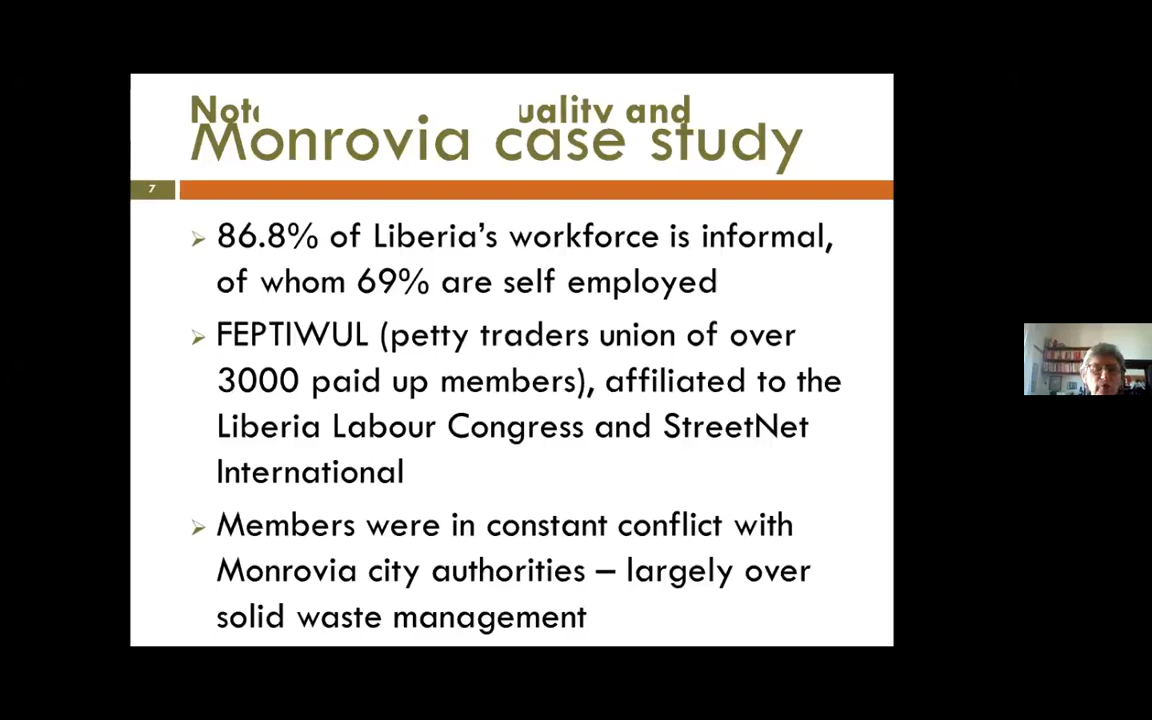 and
Monrovia case study
7
86.8% of Liberia's workforce is informal,
of whom 69% are self employed
FEPTIWUL (petty traders union of over
3000 paid up members), affiliated to the
Liberia Labour Congress and StreetNet
International
Members were in constant conflict with
Monrovia city authorities – largely over
solid waste management